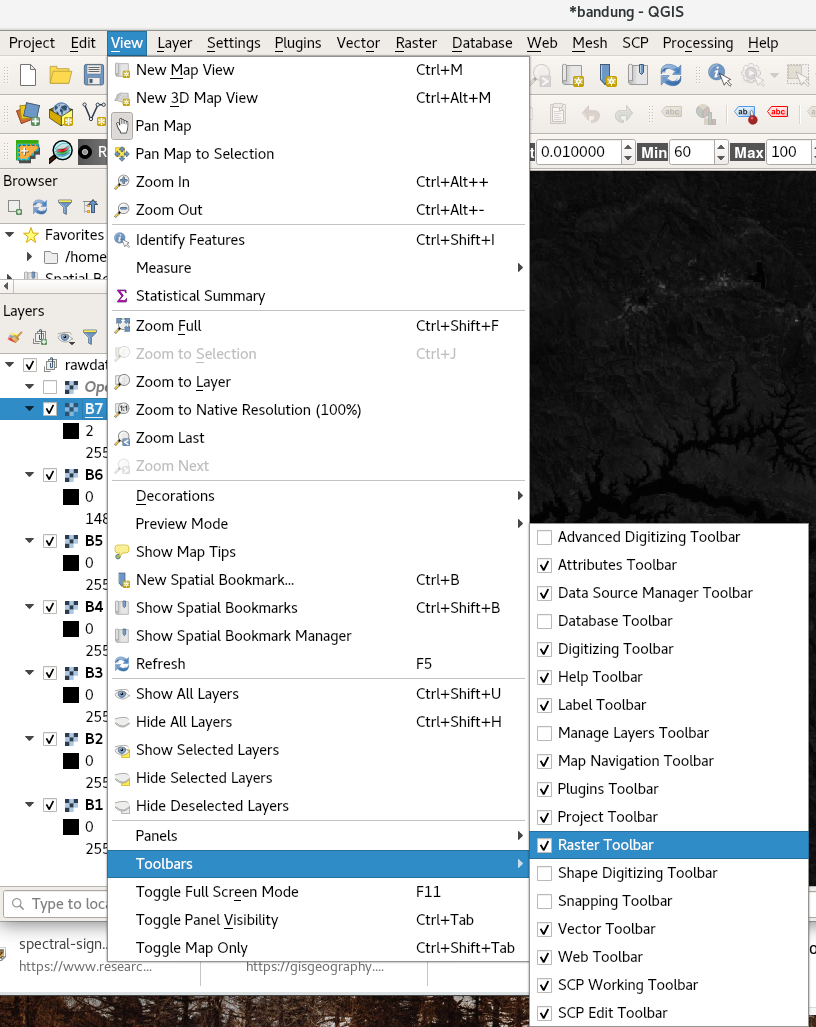 *bandung - QGIS
Project Edit View Layer Settings Plugins Vector Raster Database Web Mesh SCP Processing Help
New Map View Ctrl+M
New 3D Map View Ctrl+Alt+M
Pan Map
Pan Map to Selection
Zoom In Ctrl+Alt++
Zoom Out Ctrl+Alt+-
Identify Features Ctrl+Shift+I
Measure
Statistical Summary
Zoom Full Ctrl+Shift+F
Zoom to Selection Ctrl+J
Zoom to Layer
Zoom to Native Resolution (100%)
Zoom Last
Zoom Next
Decorations
Preview Mode
Show Map Tips
New Spatial Bookmark... Ctrl+B
Show Spatial Bookmarks Ctrl+Shift+B
Show Spatial Bookmark Manager
Refresh F5
Show All Layers Ctrl+Shift+U
Hide All Layers Ctrl+Shift+H
Show Selected Layers
Hide Selected Layers
Hide Deselected Layers
Panels
Toolbars
Toggle Full Screen Mode F11
Toggle Panel Visibility Ctrl+Tab
Toggle Map Only Ctrl+Shift+Tab
Advanced Digitizing Toolbar
Attributes Toolbar
Data Source Manager Toolbar
Database Toolbar
Digitizing Toolbar
Help Toolbar
Label Toolbar
Manage Layers Toolbar
Map Navigation Toolbar
Plugins Toolbar
Project Toolbar
Raster Toolbar
Shape Digitizing Toolbar
Snapping Toolbar
Vector Toolbar
Web Toolbar
SCP Working Toolbar
SCP Edit Toolbar
abc abc abc
R t 0.010000 Min 60 Max 100
Browser
Favorites
/home
Spatial Bo
Layers
rawdat
Ope
B7
2
255
B6
0
148
B5
0
255
B4
0
255
B3
0
255
B2
0
255
B1
0
255
Type to loca
spectral-sign...
https://www.researc...
https://gisgeography....